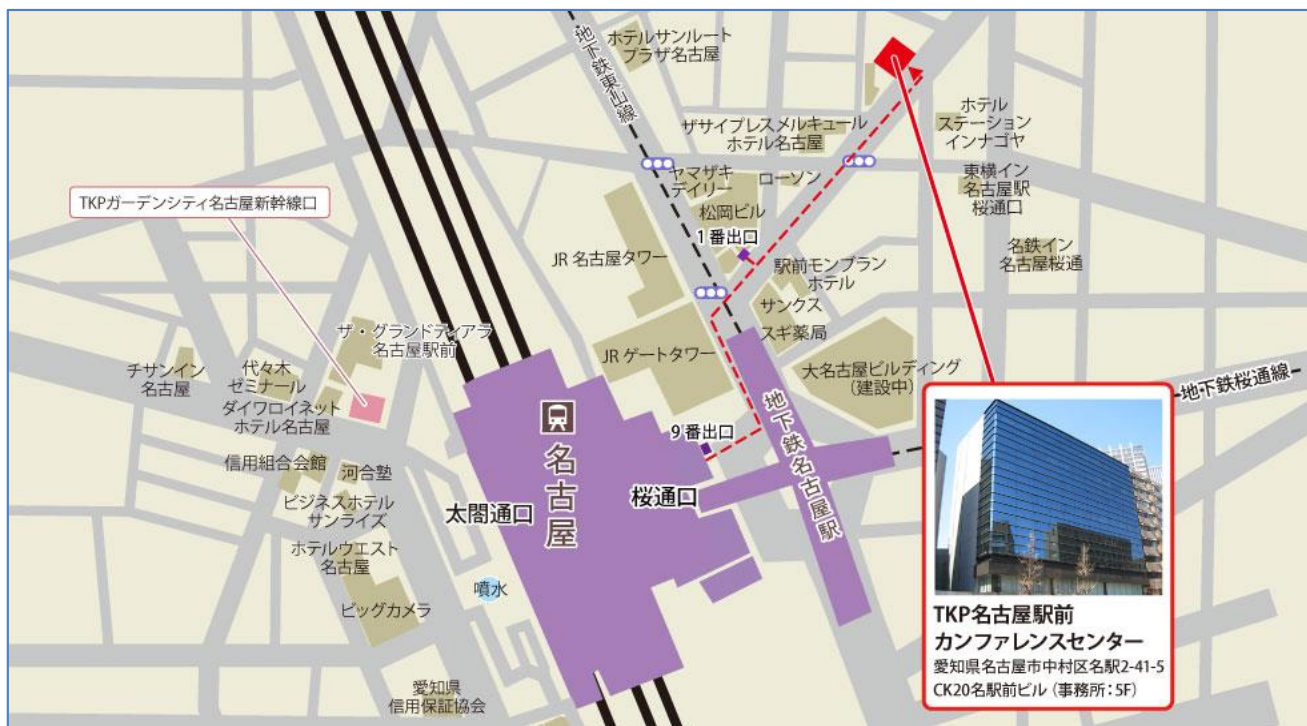 ホテルサンルート
プラザ名古屋
地下鉄東山線
ホテル
ステーション
インナゴヤ
ザサイプレスメルキュール
ホテル名古屋
ヤマザキ
デイリー
ローソン
東横イン
名古屋駅
桜通口
TKPガーデンシティ名古屋新幹線口
松岡ビル
1番出口
名鉄イン
名古屋桜通
JR名古屋タワー
駅前モンブラン
ホテル
サンクス
スギ薬局
ザ・グランドティアラ
名古屋駅前
JRゲートタワー
チサンイン
名古屋
代々木
ゼミナール
大名古屋ビルディング
(建設中)
地下鉄桜通線
ダイワロイネット
ホテル名古屋
9番出口
地下鉄名古屋駅
名古屋
信用組合会館
河合塾
桜通口
太閤通口
ビジネスホテル
サンライズ
ホテルウエスト
名古屋
噴水
ビッグカメラ
愛知県
信用保証協会
TKP名古屋駅前
カンファレンスセンター
愛知県名古屋市中村区名駅2-41-5
CK20名駅前ビル(事務所:5F)